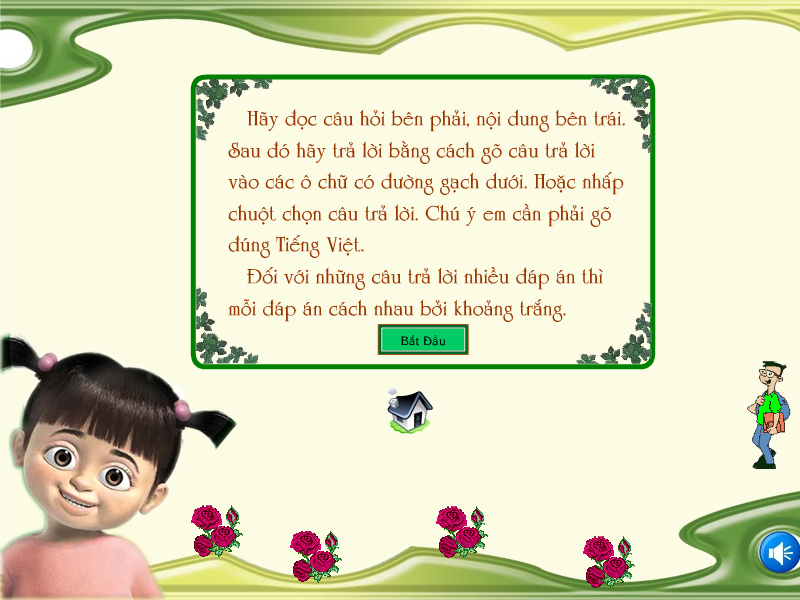 Hãy đọc câu hỏi bên phải, nội dung bên trái.
Sau đó hãy trả lời bằng cách gõ câu trả lời
vào các ô chữ có đường gạch dưới. Hoặc nhấp
chuột chọn câu trả lời. Chú ý em cần phải gõ
đúng Tiếng Việt.
Đối với những câu trả lời nhiều đáp án thì
mỗi đáp án cách nhau bởi khoảng trắng.
Bắt Đầu